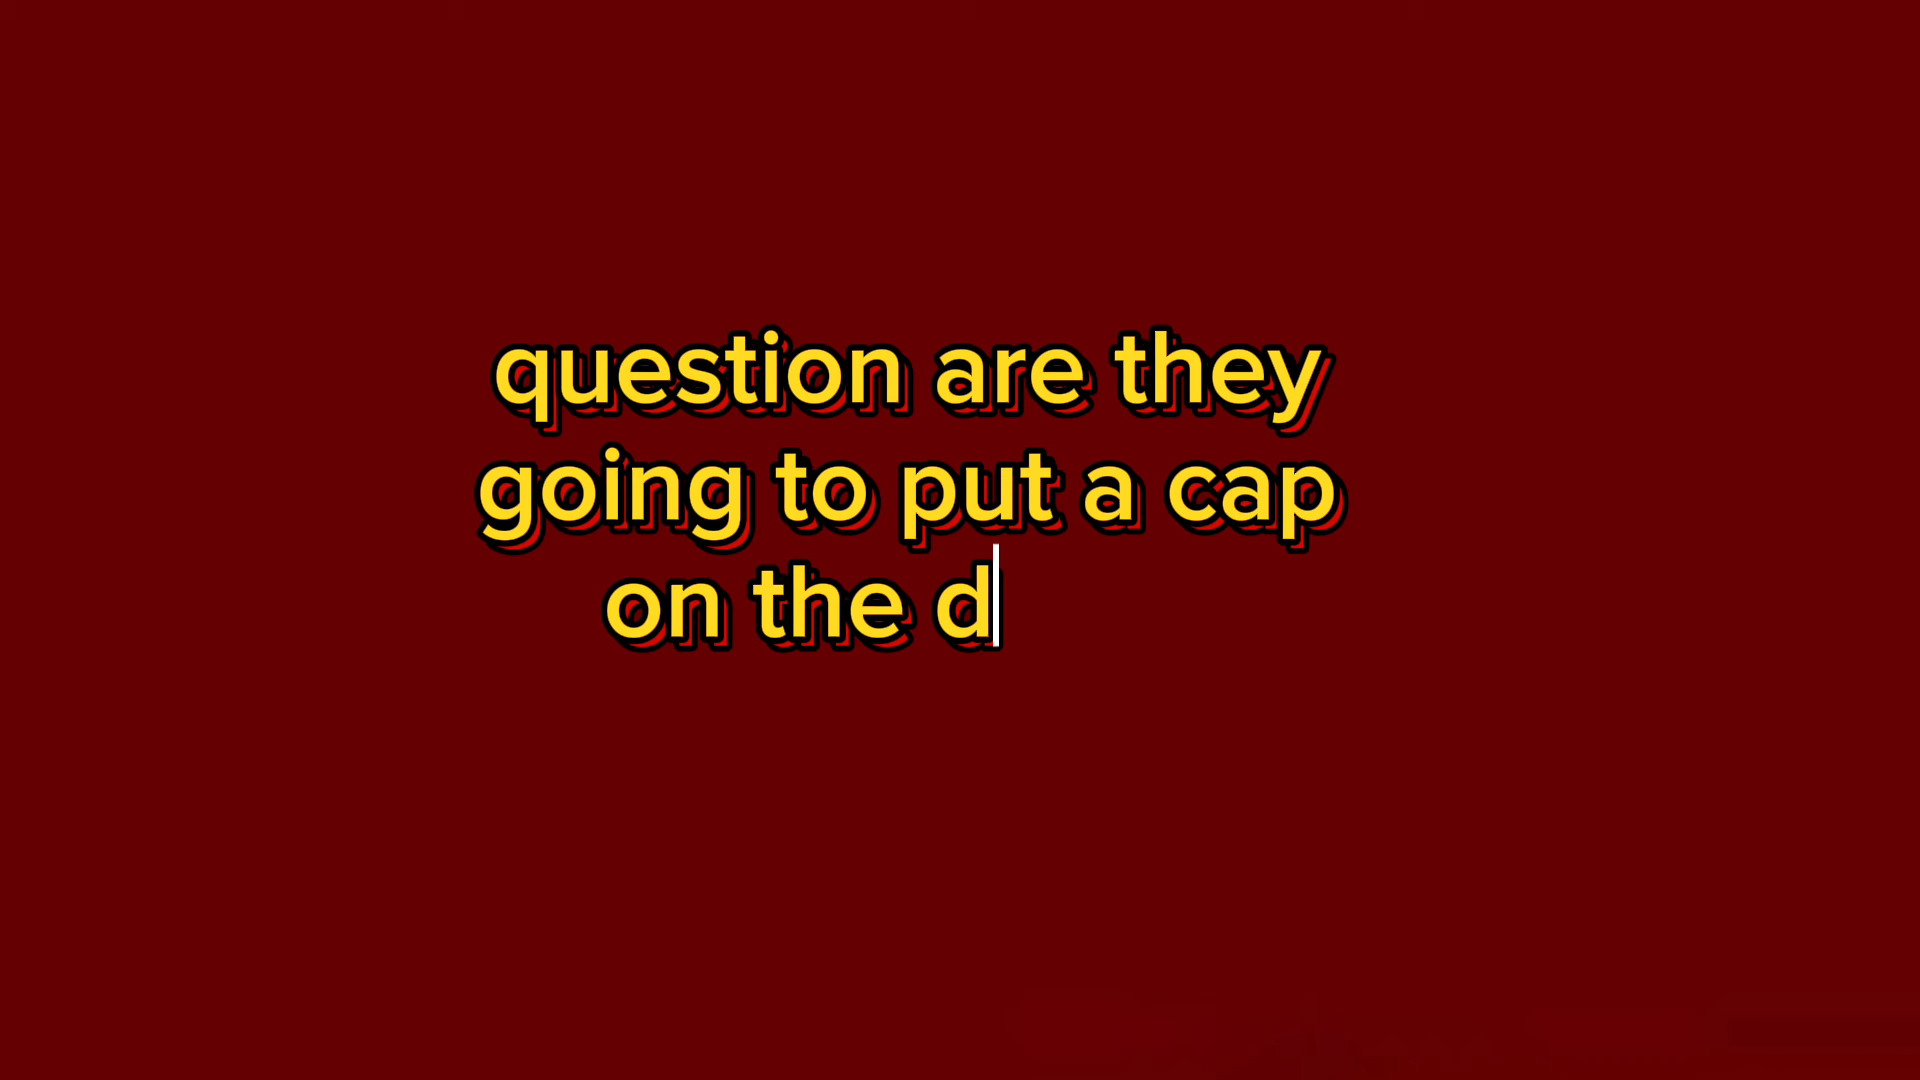 question are they
going to put a cap
on the d